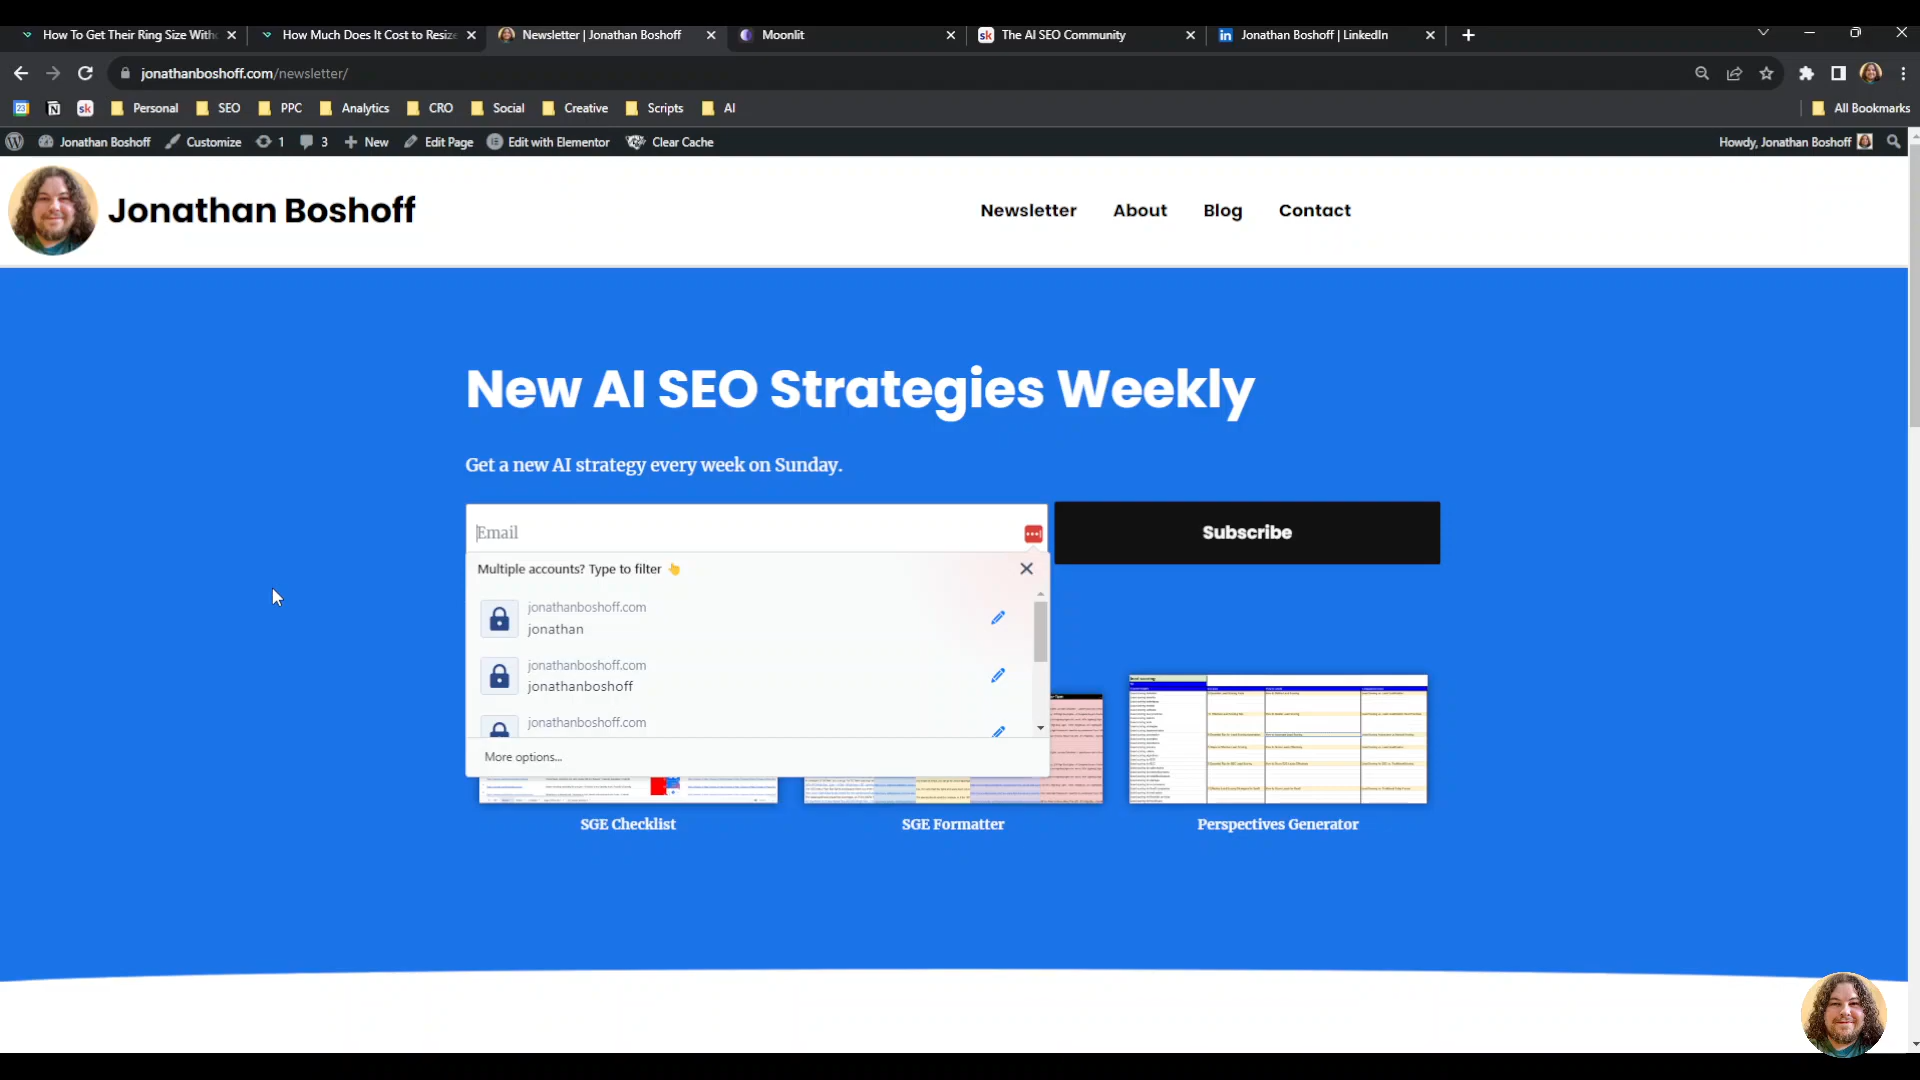 How To Get Their Ring Size With
How Much Does It Cost to Resize
Newsletter | Jonathan Boshoff
Moonlit
sk
The AI SEO Community
in
Jonathan Boshoff | LinkedIn
jonathanboshoff.com/newsletter/
23
N
sk
Personal
SEO
PPC
Analytics
CRO
Social
Creative
Scripts
AI
All Bookmarks
Jonathan Boshoff
Customize
1
3
New
Edit Page
Edit with Elementor
Clear Cache
Howdy, Jonathan Boshoff
Jonathan Boshoff
Newsletter
About
Blog
Contact
New AI SEO Strategies Weekly
Get a new AI strategy every week on Sunday.
Email
Subscribe
Multiple accounts? Type to filter 👆
jonathanboshoff.com
jonathan
jonathanboshoff.com
jonathanboshoff
jonathanboshoff.com
More options...
SGE Checklist
SGE Formatter
Perspectives Generator